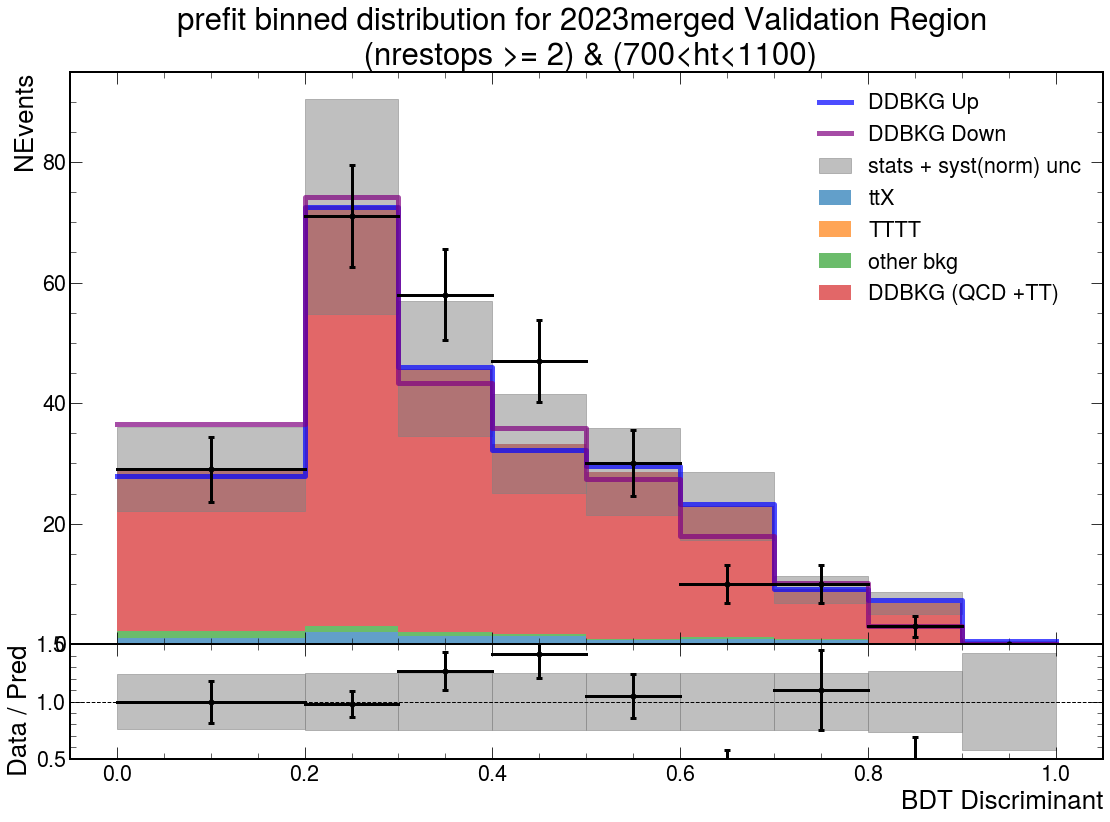 prefit binned distribution for 2023merged Validation Region
(nrestops >= 2) & (700<ht<1100)
NEvents
80
60
40
20
0
DDBKG Up
DDBKG Down
stats + syst(norm) unc
ttX
TTTT
other bkg
DDBKG (QCD +TT)
Data / Pred
1.5
1.0
0.5
0.0
0.2
0.4
0.6
0.8
1.0
BDT Discriminant